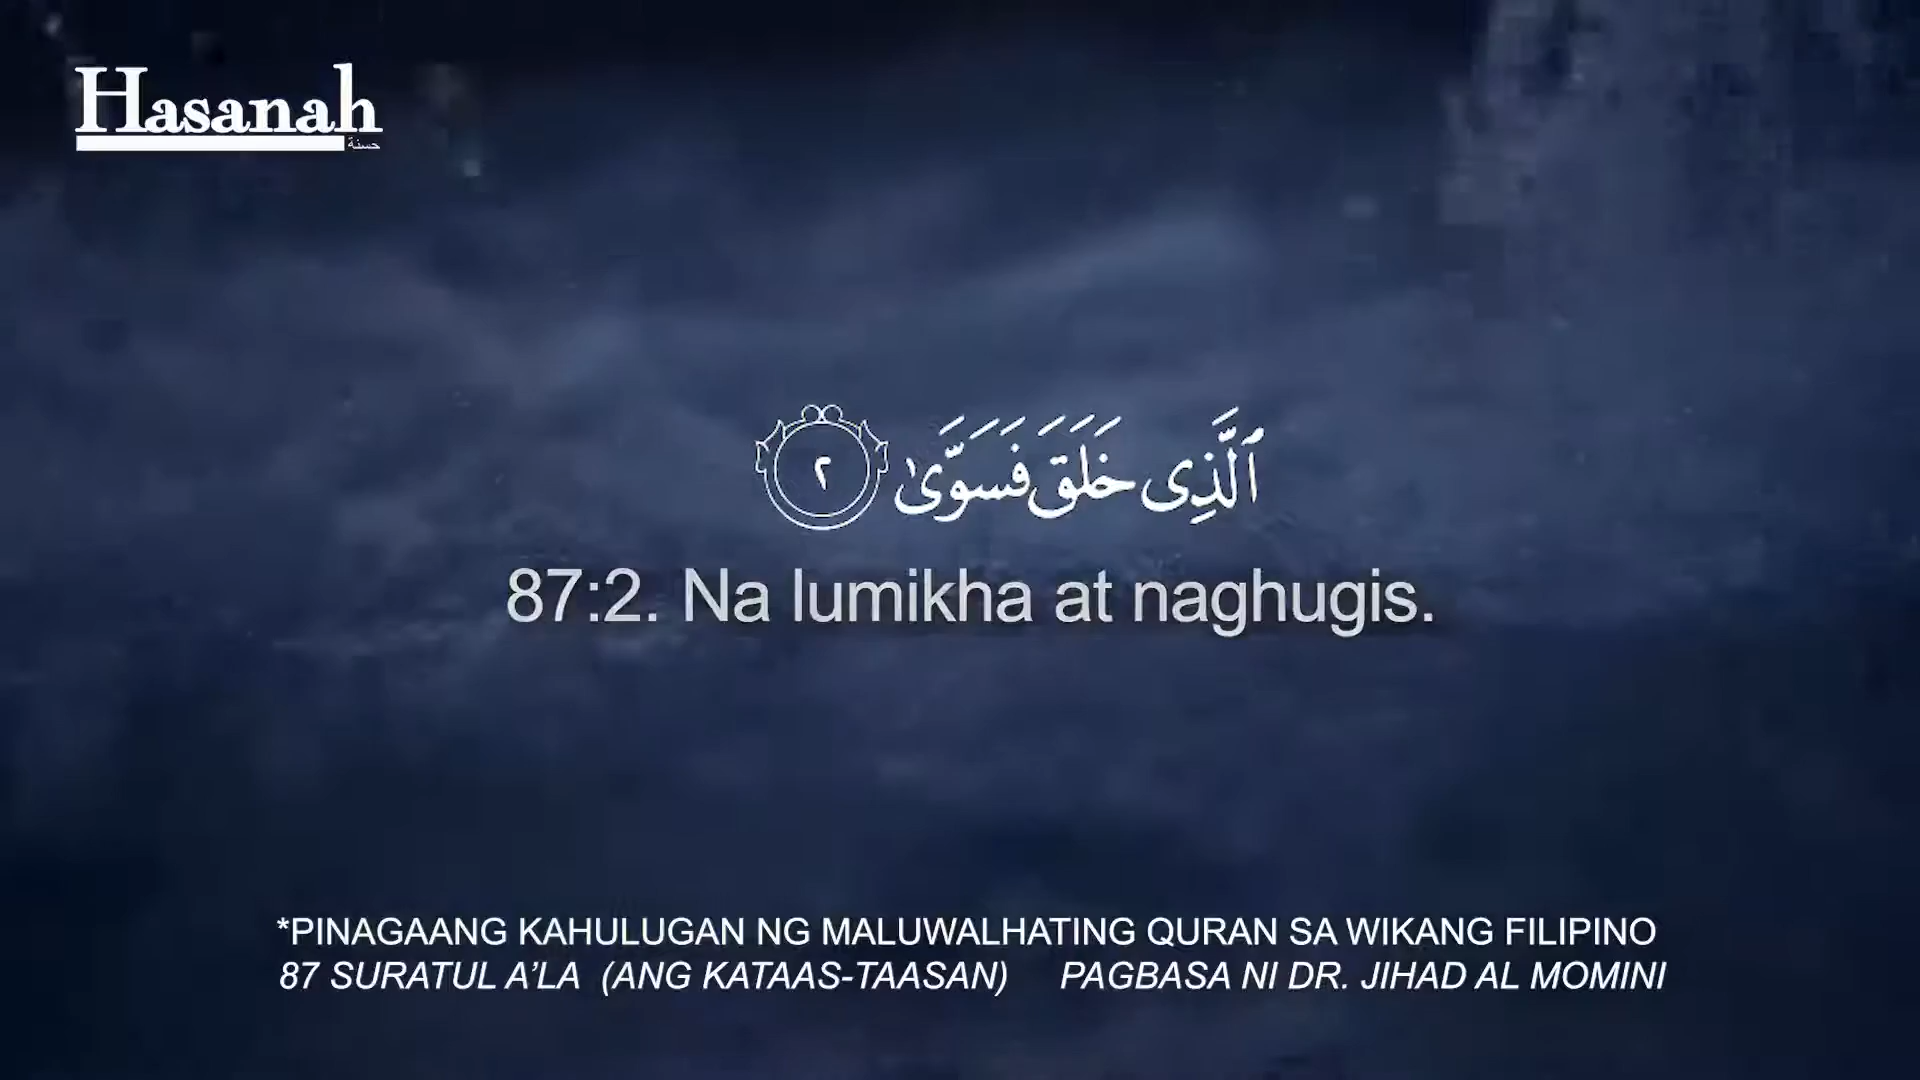 Hasanah
حسنة
ٱلَّذِى خَلَقَ فَسَوَّىٰ ٢
87:2. Na lumikha at naghugis.
*PINAGAANG KAHULUGAN NG MALUWALHATING QURAN SA WIKANG FILIPINO
87 SURATUL A’LA (ANG KATAAS-TAASAN) PAGBASA NI DR. JIHAD AL MOMINI